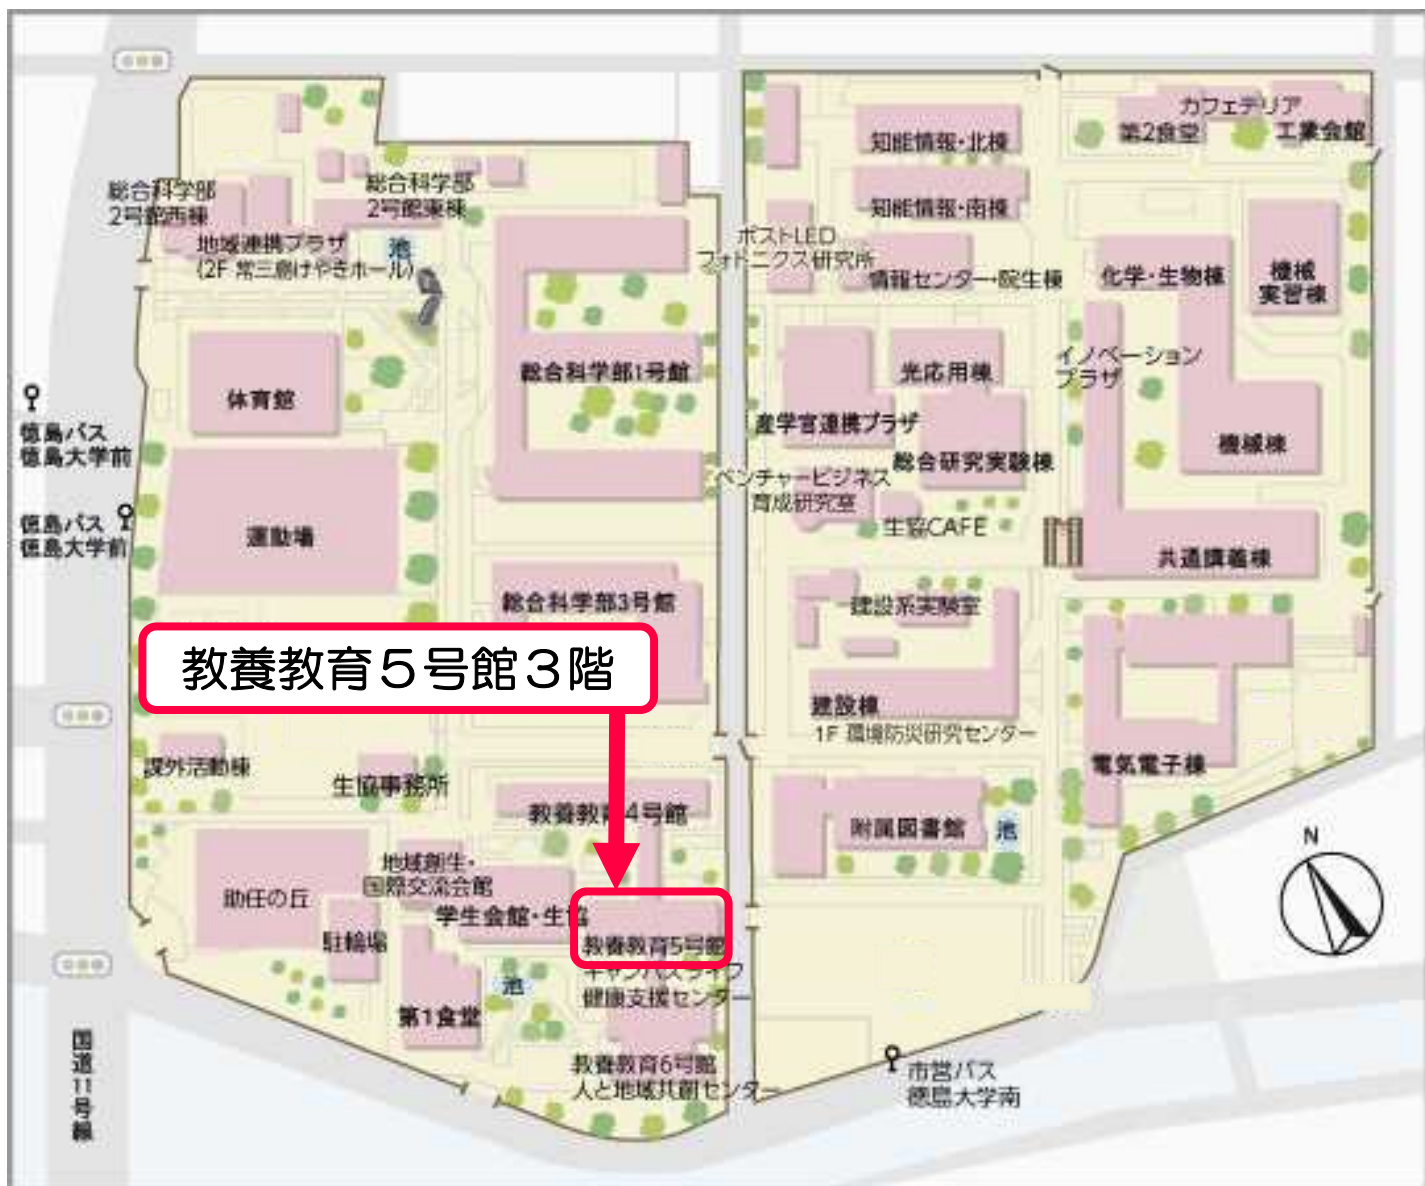 カフェテリア
第2食堂
工業会館
知能情報・北棟
知能情報・南棟
総合科学部
2号館西棟
総合科学部
2号館東棟
地域連携プラザ
(2F 常三島けやきホール)
池
ポストLED
フォトニクス研究所
情報センター・院生棟
化学・生物棟
機械
実習棟
体育館
総合科学部1号館
光応用棟
イノベーション
プラザ
徳島バス
徳島大学前
産学官連携プラザ
総合研究実験棟
機械棟
ベンチャービジネス
育成研究室
徳島バス
徳島大学前
運動場
生協CAFE
共通講義棟
総合科学部3号館
建設系実験室
教養教育5号館3階
建設棟
1F 環境防災研究センター
課外活動棟
生協事務所
電気電子棟
教養教育4号館
附属図書館
池
N
地域創生・
国際交流会館
助任の丘
学生会館・生協
駐輪場
教養教育5号館
キャンパスライフ
健康支援センター
池
第1食堂
教養教育6号館
人と地域共創センター
市営バス
徳島大学南
国道11号線